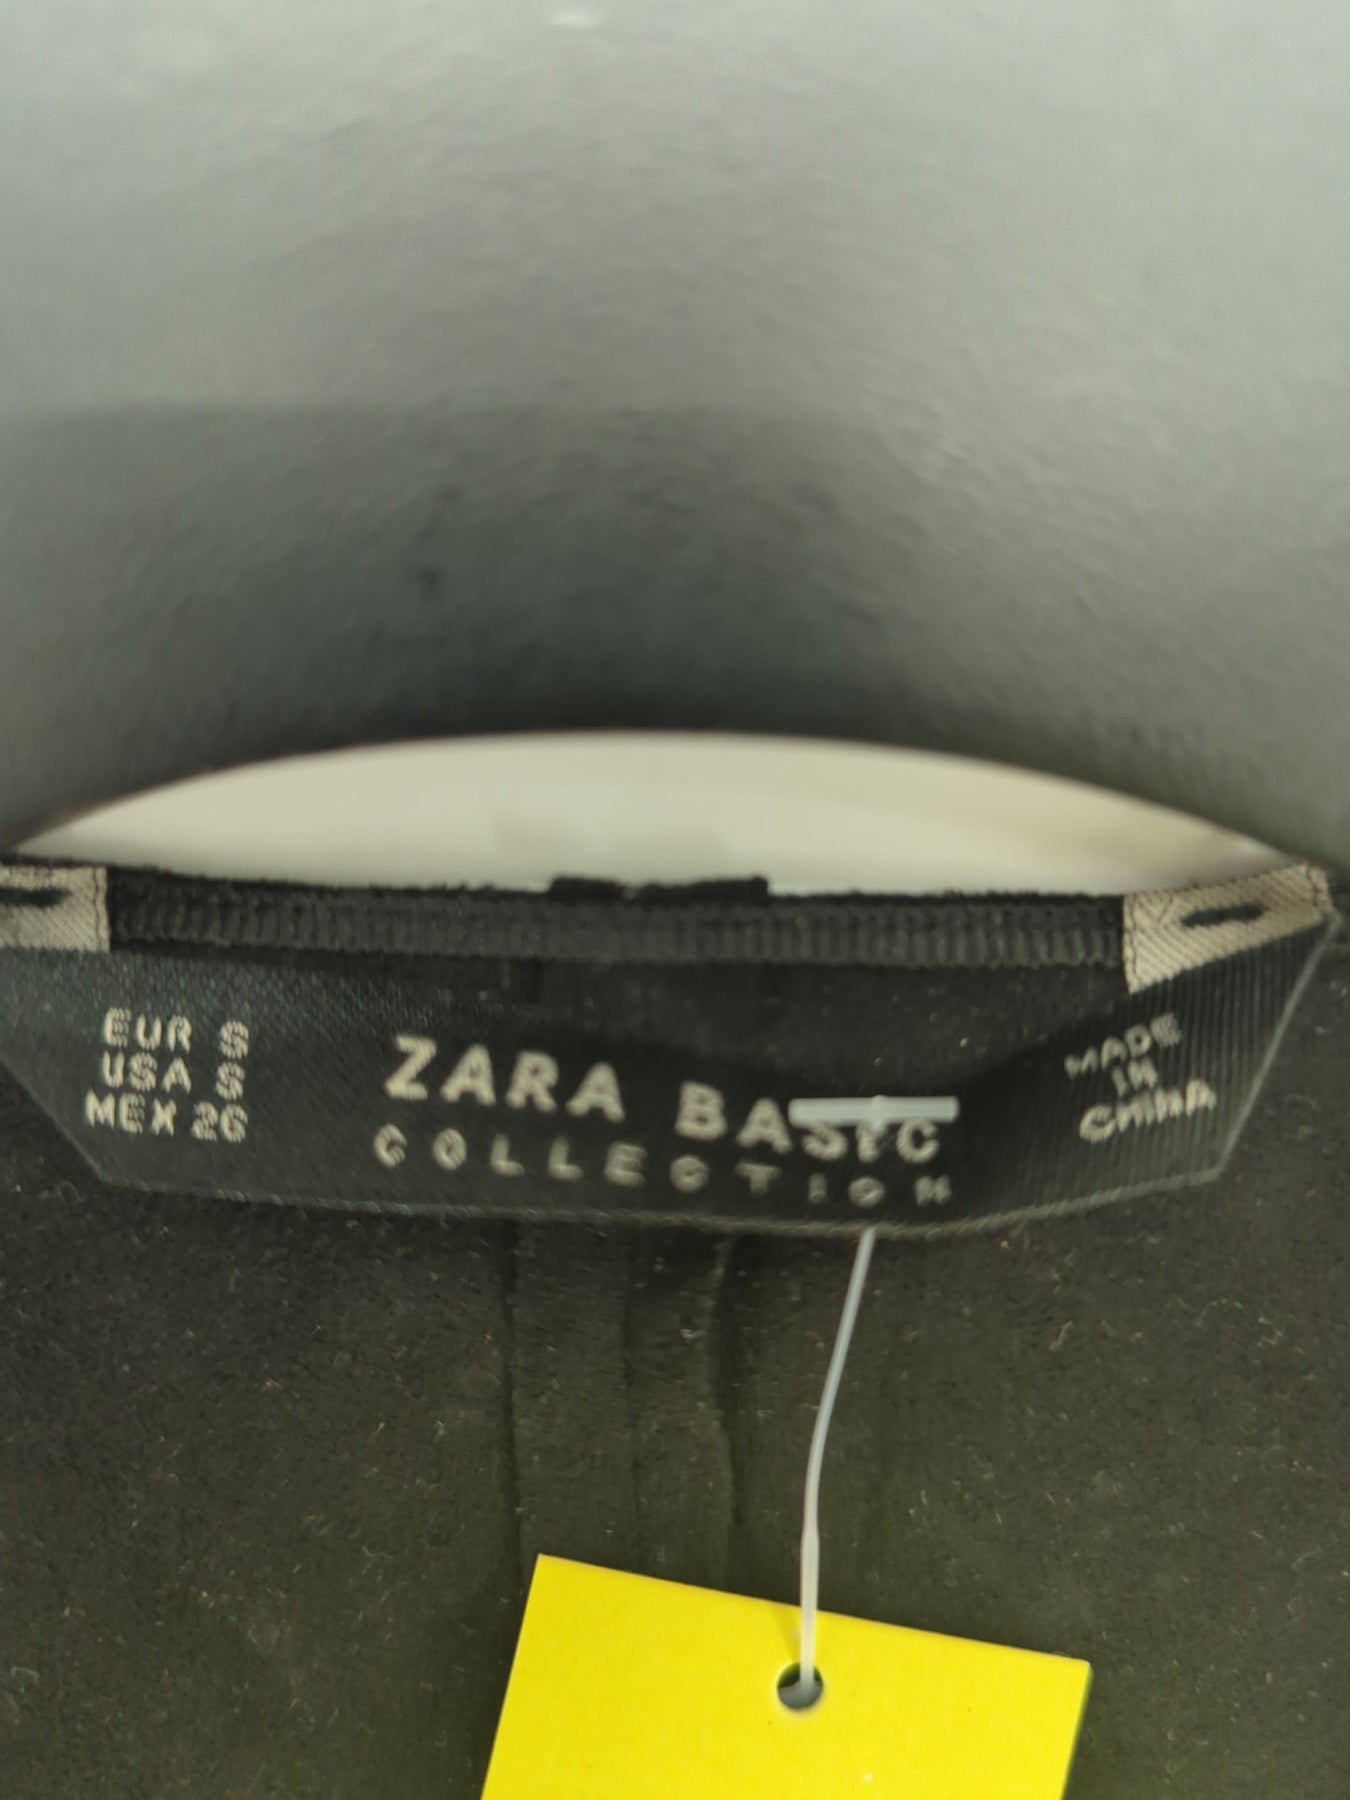 EUR S
USA S
MEX 26
ZARA BASIC
COLLECTION
MADE
IN
CHINA